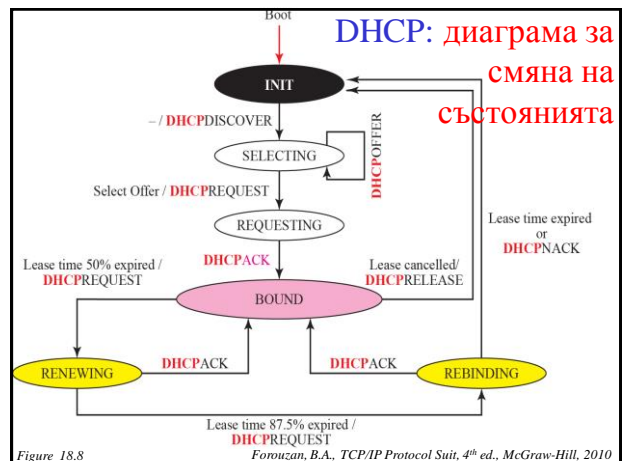 Boot
DHCP: диаграма за
смяна на
състоянията
INIT
– / DHCPDISCOVER
SELECTING
DHCPOFFER
Select Offer / DHCPREQUEST
REQUESTING
Lease time expired
or
DHCPNACK
DHCPACK
Lease time 50% expired /
DHCPREQUEST
Lease cancelled/
DHCPRELEASE
BOUND
RENEWING
DHCPACK
DHCPACK
REBINDING
Lease time 87.5% expired /
DHCPREQUEST
Figure 18.8
Forouzan, B.A., TCP/IP Protocol Suit, 4th ed., McGraw-Hill, 2010